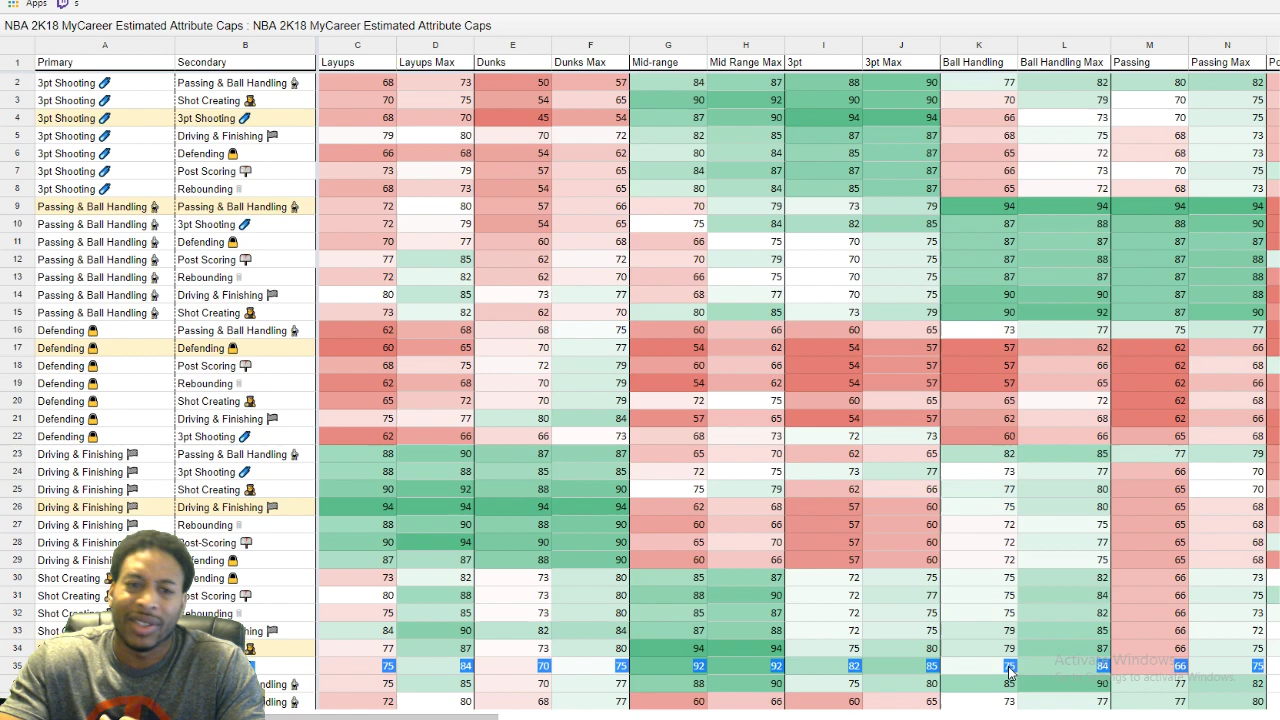 Apps s
NBA 2K18 MyCareer Estimated Attribute Caps : NBA 2K18 MyCareer Estimated Attribute Caps
A B C D E F G H I J K L M N
1 Primary Secondary Layups Layups Max Dunks Dunks Max Mid-range Mid Range Max 3pt 3pt Max Ball Handling Ball Handling Max Passing Passing Max
2 3pt Shooting Passing & Ball Handling 68 73 50 57 84 87 88 90 77 82 80 82
3 3pt Shooting Shot Creating 70 75 54 65 90 92 90 90 70 79 70 75
4 3pt Shooting 3pt Shooting 68 70 45 54 87 90 94 94 66 73 70 75
5 3pt Shooting Driving & Finishing 79 80 70 72 82 85 87 87 68 75 68 73
6 3pt Shooting Defending 66 68 54 62 80 84 85 87 65 72 68 73
7 3pt Shooting Post Scoring 73 79 57 65 84 87 87 87 66 73 70 75
8 3pt Shooting Rebounding 68 73 54 65 80 84 85 87 65 72 68 73
9 Passing & Ball Handling Passing & Ball Handling 72 80 57 66 70 79 73 79 94 94 94 94
10 Passing & Ball Handling 3pt Shooting 72 79 54 65 75 84 82 84 87 88 87 90
11 Passing & Ball Handling Defending 70 77 60 68 66 75 70 75 87 87 87 88
12 Passing & Ball Handling Post Scoring 77 85 62 72 70 79 70 75 87 88 87 88
13 Passing & Ball Handling Rebounding 72 82 62 70 66 75 70 75 87 88 87 88
14 Passing & Ball Handling Driving & Finishing 80 85 73 77 68 77 70 75 90 90 87 88
15 Passing & Ball Handling Shot Creating 73 82 62 70 80 85 73 77 90 92 87 90
16 Defending Passing & Ball Handling 62 68 68 75 60 66 60 65 73 77 75 77
17 Defending Defending 60 65 70 77 54 62 54 57 57 66 62 66
18 Defending Post Scoring 68 75 72 79 60 66 54 57 57 66 62 68
19 Defending Rebounding 62 68 70 79 54 62 54 57 57 65 62 68
20 Defending Shot Creating 65 72 70 79 72 75 60 65 62 72 62 66
21 Defending Driving & Finishing 75 77 80 84 57 65 54 57 62 68 62 66
22 Defending 3pt Shooting 62 66 66 73 68 73 72 73 60 66 65 68
23 Driving & Finishing Passing & Ball Handling 88 90 87 87 65 70 62 65 82 85 77 79
24 Driving & Finishing 3pt Shooting 88 88 85 85 72 75 73 77 73 77 66 70
25 Driving & Finishing Shot Creating 90 92 88 90 75 79 62 66 77 80 65 70
26 Driving & Finishing Driving & Finishing 94 94 94 94 62 68 57 60 75 80 65 68
27 Driving & Finishing Rebounding 88 90 88 90 60 66 57 60 72 75 65 68
28 Driving & Finishing ost-Scoring 90 94 90 90 65 70 57 60 72 77 65 68
29 Driving & Finishi fending 87 87 88 90 60 66 57 60 72 75 65 68
30 Shot Creating ending 73 82 73 80 85 87 72 75 75 82 66 73
31 Shot Crea st Scoring 80 88 73 80 88 90 72 75 75 84 66 75
32 Shot Cre bounding 75 85 73 80 85 87 72 75 75 82 66 73
33 Shot hing 84 90 82 84 87 88 72 75 79 85 66 72
34 77 87 73 80 94 94 73 77 79 87 66 75
35 75 84 70 75 92 92 82 85 75 84 66 75
dling 75 85 70 77 88 90 75 80 85 90 77 82
dling 72 80 68 77 60 66 60 65 73 77 77 80
Activate Windows
ngs to activate Windows.